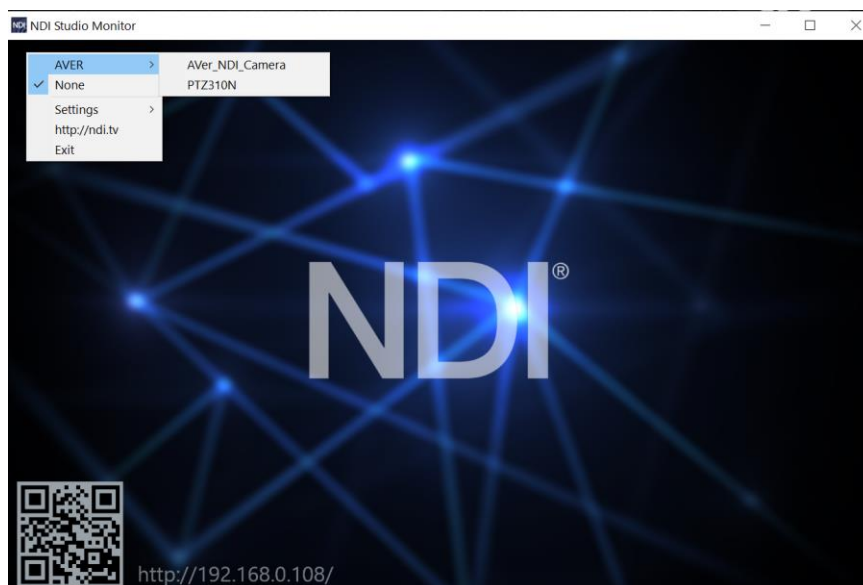 NDI Studio Monitor
AVER
AVer_NDI_Camera
None
PTZ310N
Settings
http://ndi.tv
Exit
NDI®
http://192.168.0.108/